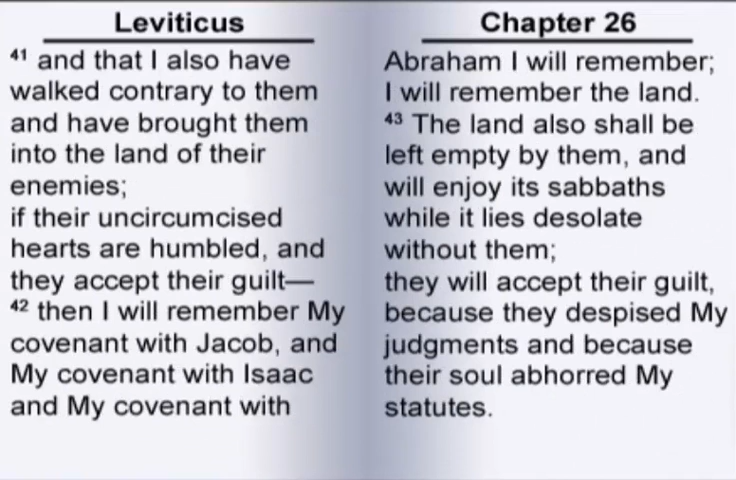 Leviticus
⁴¹ and that I also have
walked contrary to them
and have brought them
into the land of their
enemies;
if their uncircumcised
hearts are humbled, and
they accept their guilt—
⁴² then I will remember My
covenant with Jacob, and
My covenant with Isaac
and My covenant with
Chapter 26
Abraham I will remember;
I will remember the land.
⁴³ The land also shall be
left empty by them, and
will enjoy its sabbaths
while it lies desolate
without them;
they will accept their guilt,
because they despised My
judgments and because
their soul abhorred My
statutes.